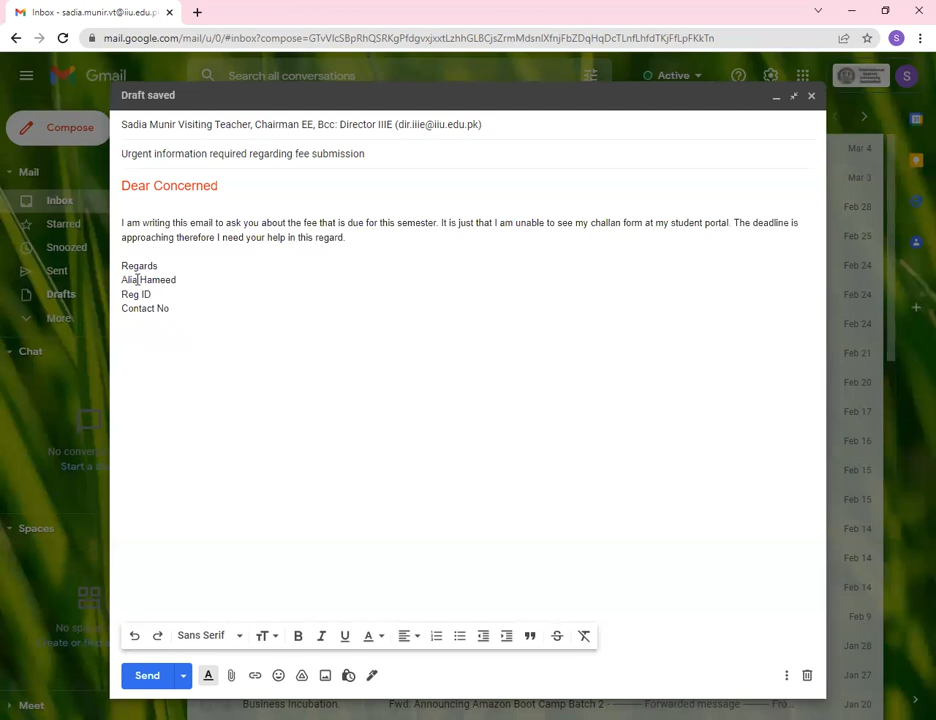 Inbox - sadia.munir.vt@iiu.edu.p
mail.google.com/mail/u/0/#inbox?compose=GTvVlcSBpRhQSRKgPfdgvxjxxtLzhhGLBCjsZrmMdsnlXfnjFbZDqHqDcTLnfLhfdTKjFfLpFKkTn
Gmail
Search all conversations
Active
S
Compose
Mail
Inbox
Starred
Snoozed
Sent
Drafts
More
Chat
No conver
Start a
Spaces
No spa
Create or
Meet
Draft saved
Sadia Munir Visiting Teacher, Chairman EE, Bcc: Director IIIE (dir.iiie@iiu.edu.pk)
Urgent information required regarding fee submission
Dear Concerned
I am writing this email to ask you about the fee that is due for this semester. It is just that I am unable to see my challan form at my student portal. The deadline is
approaching therefore I need your help in this regard.
Regards
Alia Hameed
Reg ID
Contact No
Sans Serif
Send
Mar 4
Mar 3
Feb 28
Feb 25
Feb 24
Feb 24
Feb 24
Feb 21
Feb 20
Feb 17
Feb 16
Feb 15
Feb 15
Feb 14
Feb 14
Feb 14
Feb 9
Jan 28
Jan 27
Business Incubation. Fwd: Announcing Amazon Boot Camp Batch 2 - ---------- Forwarded message ---------- Fro... Jan 20